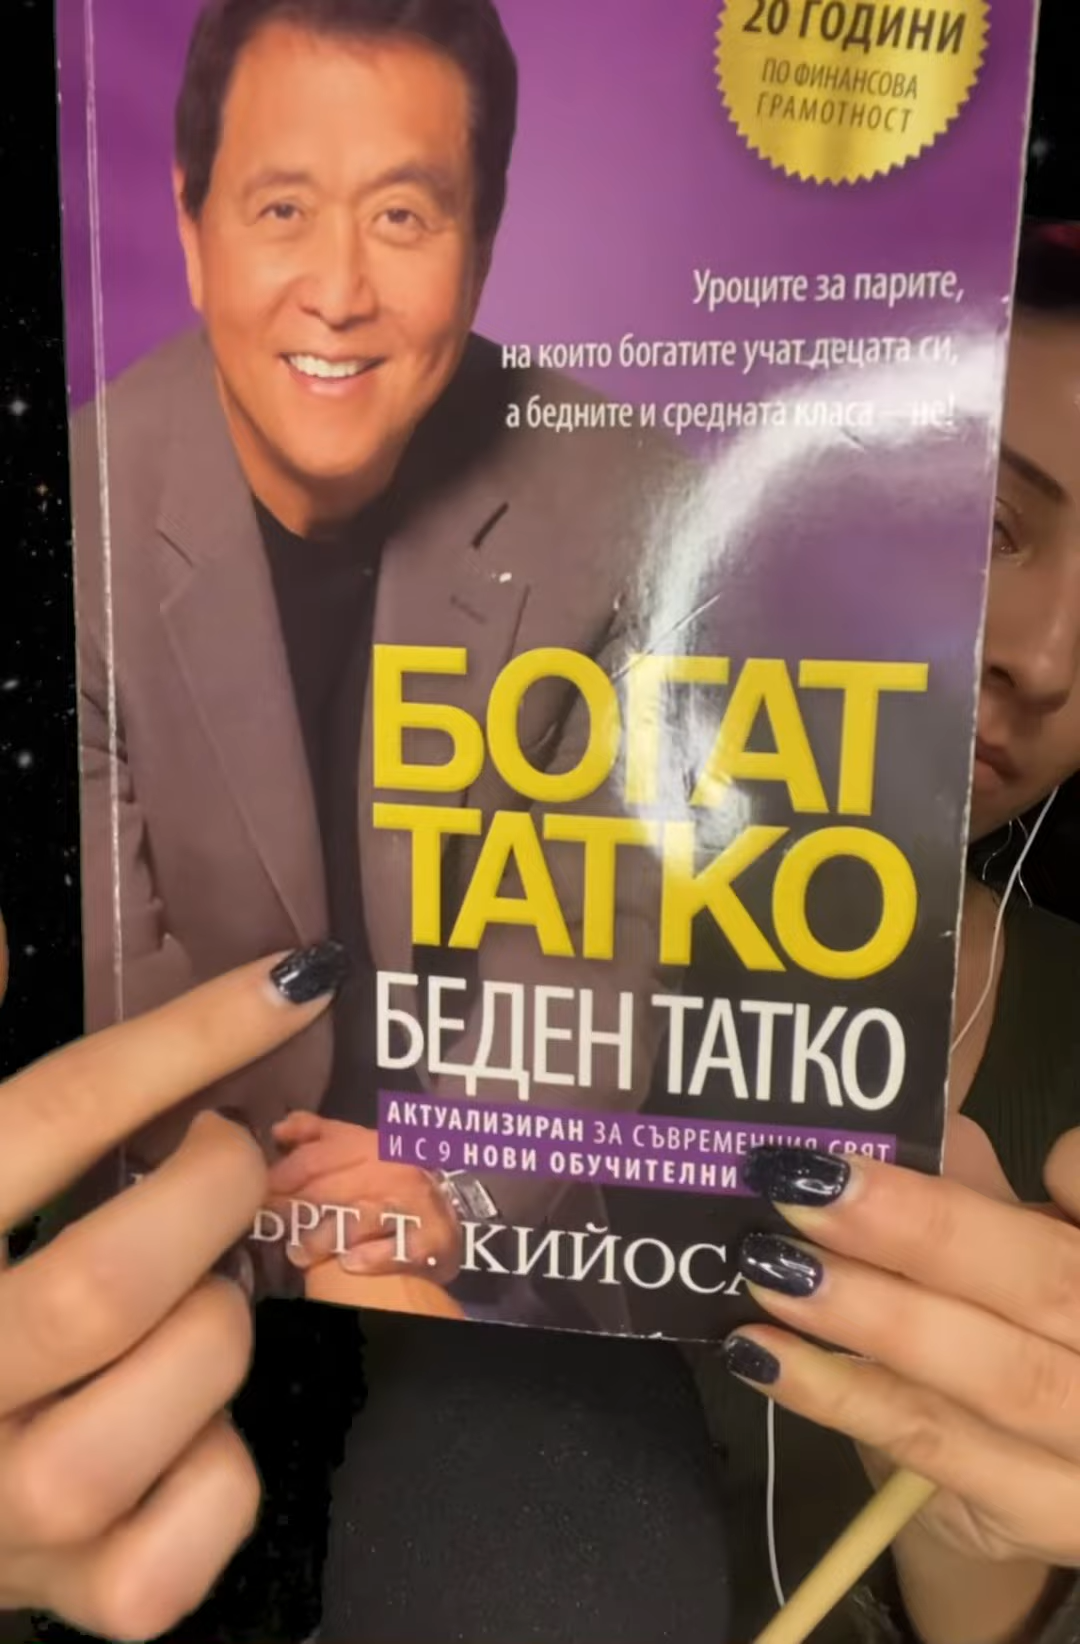 20 ГОДИНИ
ПО ФИНАНСОВА
ГРАМОТНОСТ
Уроците за парите,
на които богатите учат децата си,
а бедните и средната класа – не!
БОГАТ
ТАТКО
БЕДЕН ТАТКО
АКТУАЛИЗИРАН ЗА СЪВРЕМЕННИЯ СВЯТ
И С 9 НОВИ ОБУЧИТЕЛНИ
Т. КИЙОСА